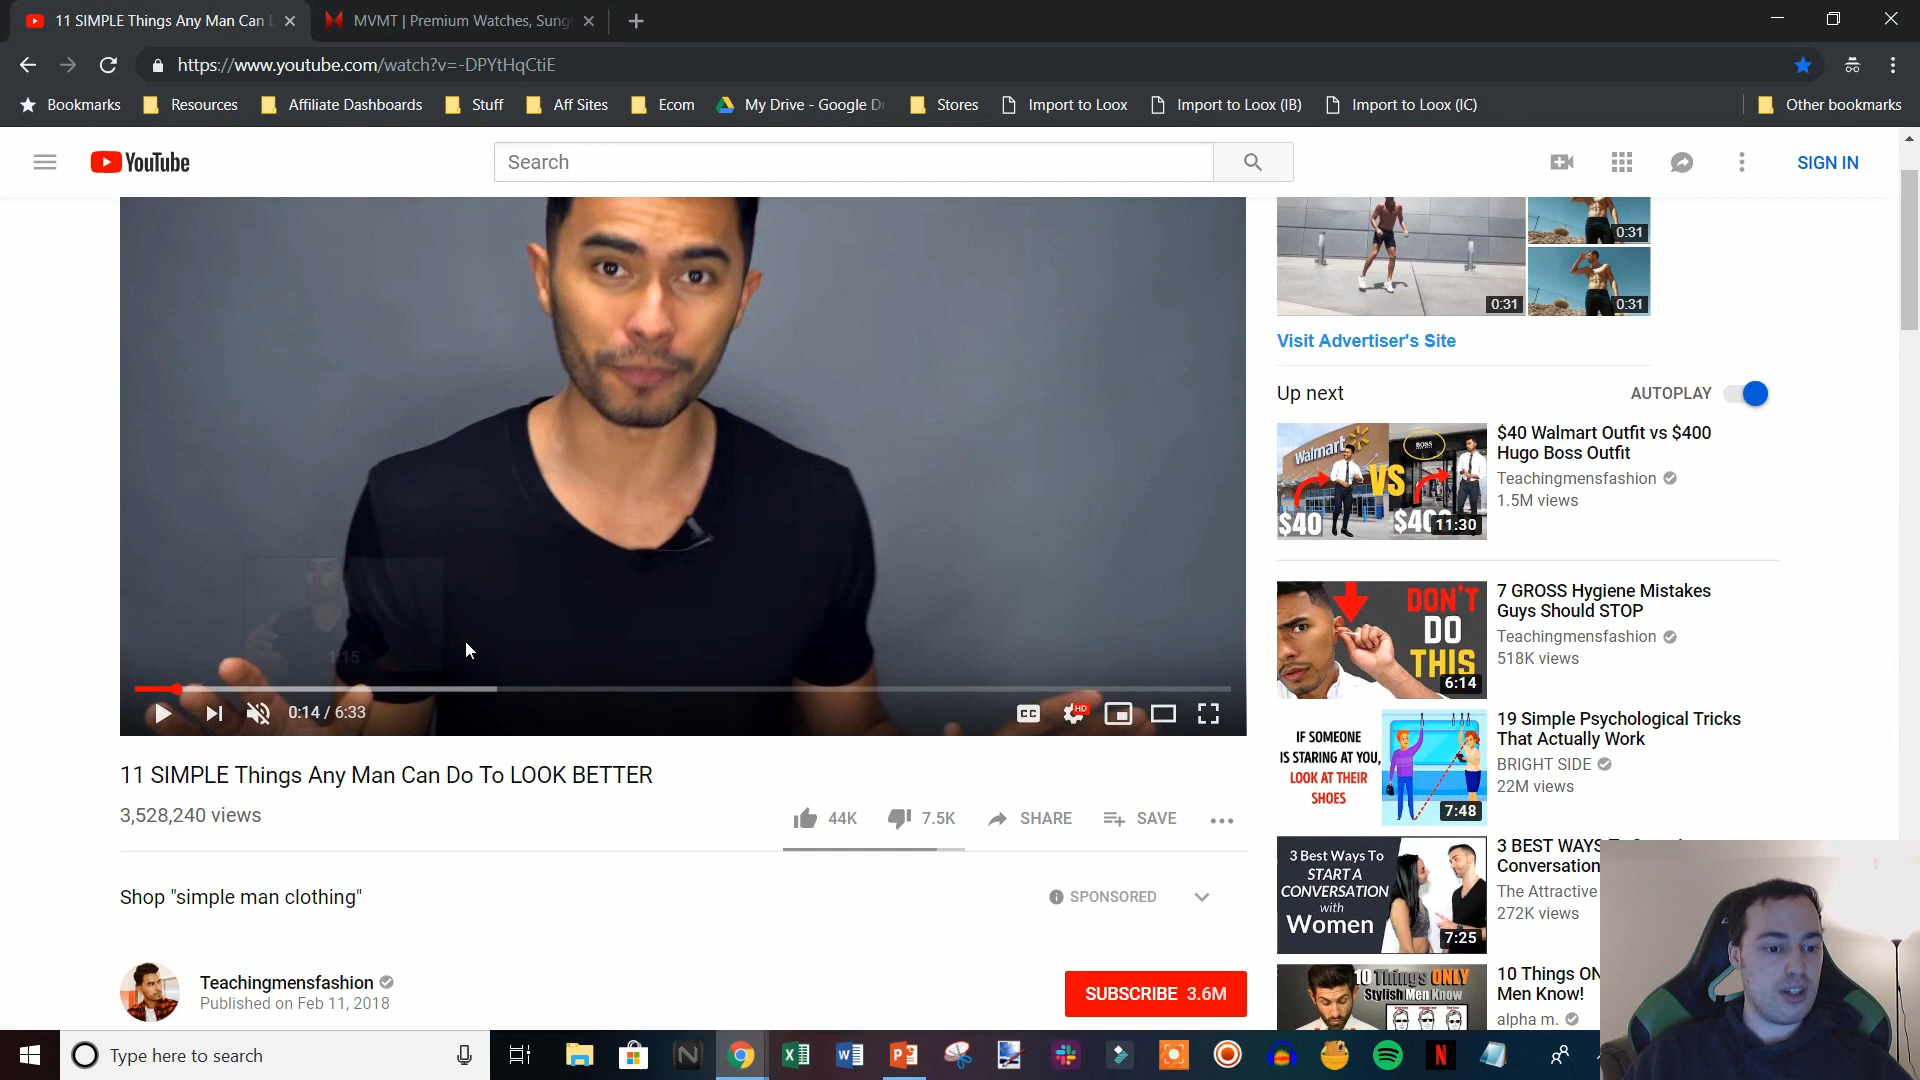 11 SIMPLE Things Any Man Can D
MVMT | Premium Watches, Sung
https://www.youtube.com/watch?v=-DPYtHqCtiE
Bookmarks
Resources
Affiliate Dashboards
Stuff
Aff Sites
Ecom
My Drive - Google Dr
Stores
Import to Loox
Import to Loox (IB)
Import to Loox (IC)
Other bookmarks
YouTube
Search
SIGN IN
0:31
0:31
0:31
Visit Advertiser's Site
Up next
AUTOPLAY
Walmart
BOSS
VS
$40
11:30
$40 Walmart Outfit vs $400
Hugo Boss Outfit
Teachingmensfashion
1.5M views
DON'T
DO
THIS
6:14
7 GROSS Hygiene Mistakes
Guys Should STOP
Teachingmensfashion
518K views
IF SOMEONE
IS STARING AT YOU,
LOOK AT THEIR
SHOES
7:48
19 Simple Psychological Tricks
That Actually Work
BRIGHT SIDE
22M views
3 Best Ways To
START A
CONVERSATION
with
Women
7:25
3 BEST WAYS
Conversation
The Attractive
272K views
10 Things ONLY
Stylish Men Know
10 Things ON
Men Know!
alpha m.
1:15
0:14 / 6:33
CC
HD
11 SIMPLE Things Any Man Can Do To LOOK BETTER
3,528,240 views
44K
7.5K
SHARE
SAVE
Shop "simple man clothing"
SPONSORED
Teachingmensfashion
Published on Feb 11, 2018
SUBSCRIBE 3.6M
Type here to search